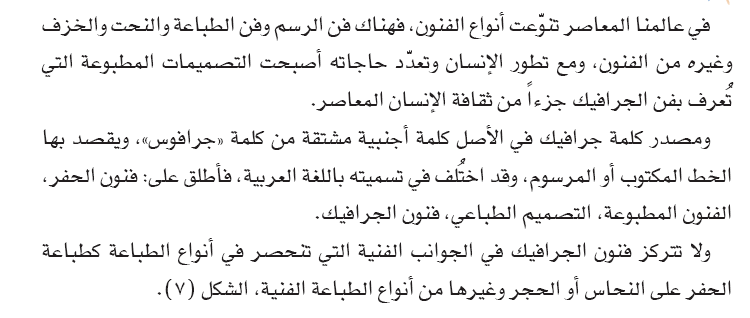 في عالمنا المعاصر تنوّعت أنواع الفنون، فهناك فن الرسم وفن الطباعة والنحت والخزف
وغيره من الفنون، ومع تطور الإنسان وتعدّد حاجاته أصبحت التصميمات المطبوعة التي
تُعرف بفن الجرافيك جزءاً من ثقافة الإنسان المعاصر.
ومصدر كلمة جرافيك في الأصل كلمة أجنبية مشتقة من كلمة «جرافوس»، ويقصد بها
الخط المكتوب أو المرسوم، وقد اختُلف في تسميته باللغة العربية، فأطلق على: فنون الحفر،
الفنون المطبوعة، التصميم الطباعي، فنون الجرافيك.
ولا تتركز فنون الجرافيك في الجوانب الفنية التي تنحصر في أنواع الطباعة كطباعة
الحفر على النحاس أو الحجر وغيرها من أنواع الطباعة الفنية، الشكل (٧).